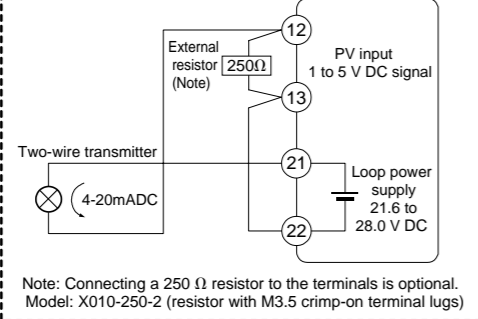 12
External
resistor
(Note)
250Ω
PV input
1 to 5 V DC signal
13
Two-wire transmitter
21
4-20mADC
Loop power
supply
21.6 to
28.0 V DC
22
Note: Connecting a 250 Ω resistor to the terminals is optional.
Model: X010-250-2 (resistor with M3.5 crimp-on terminal lugs)